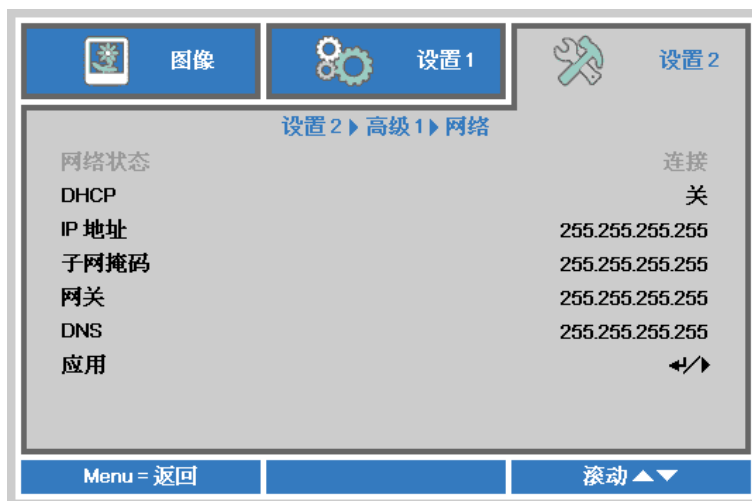 图像
设置 1
设置 2
设置 2 ▶ 高级 1 ▶ 网络
网络状态 连接
DHCP 关
IP 地址 255.255.255.255
子网掩码 255.255.255.255
网关 255.255.255.255
DNS 255.255.255.255
应用 ↵/▶
Menu = 返回
滚动 ▲▼